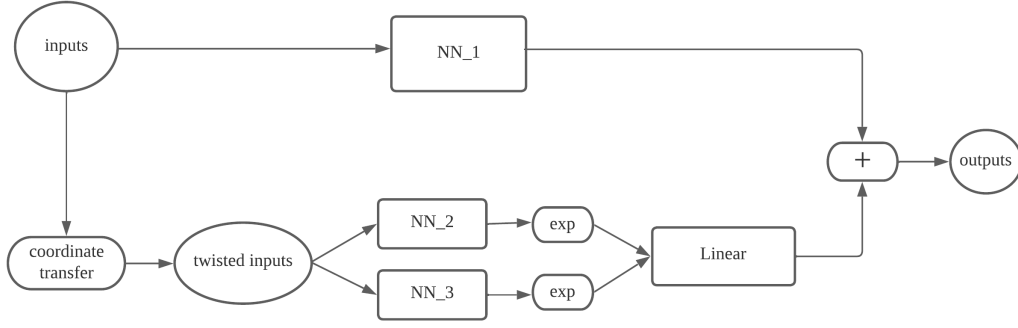 inputs
NN_1
+
outputs
coordinate
transfer
twisted inputs
NN_2
exp
NN_3
exp
Linear